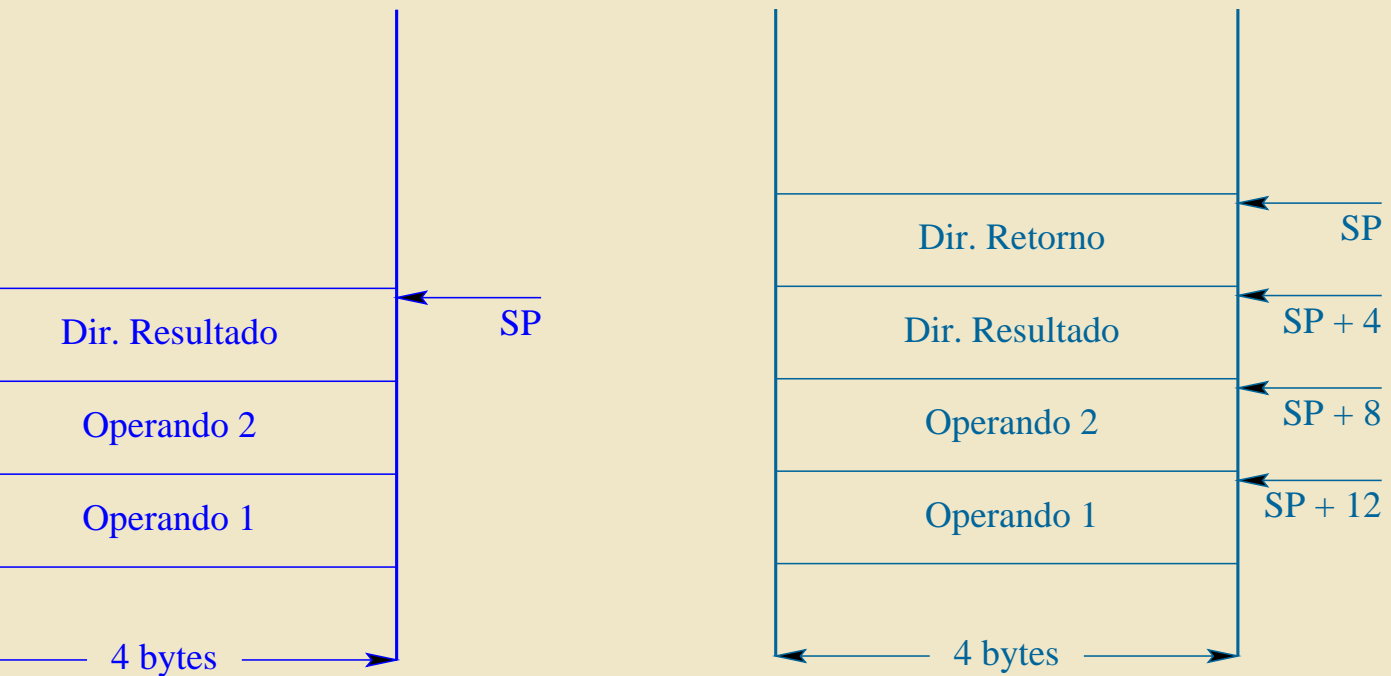 Dir. Resultado
SP
Operando 2
Operando 1
4 bytes
Dir. Retorno
SP
Dir. Resultado
SP + 4
Operando 2
SP + 8
Operando 1
SP + 12
4 bytes